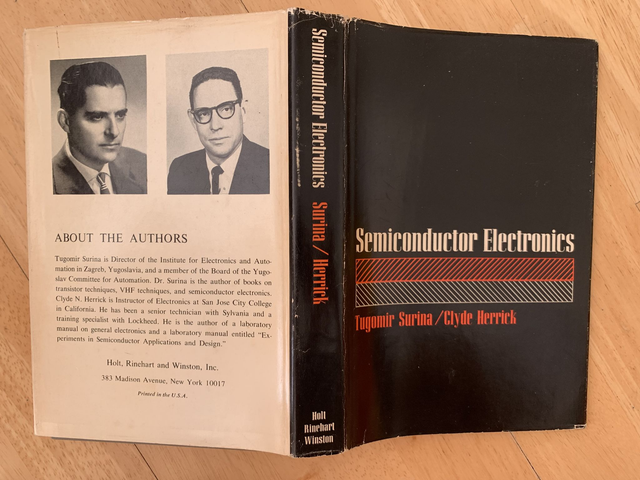 ABOUT THE AUTHORS
Tugomir Surina is Director of the Institute for Electronics and Auto-
mation in Zagreb, Yugoslavia, and a member of the Board of the Yugo-
slav Committee for Automation. Dr. Surina is the author of books on
transistor techniques, VHF techniques, and semiconductor electronics.
Clyde N. Herrick is Instructor of Electronics at San Jose City College
in California. He has been a senior technician with Sylvania and a
training specialist with Lockheed. He is the author of a laboratory
manual on general electronics and a laboratory manual entitled "Ex-
periments in Semiconductor Applications and Design."
Holt, Rinehart and Winston, Inc.
383 Madison Avenue, New York 10017
Printed in the U.S.A.
Semiconductor Electronics Surina / Herrick
Holt
Rinehart
Winston
Semiconductor Electronics
Tugomir Surina / Clyde Herrick